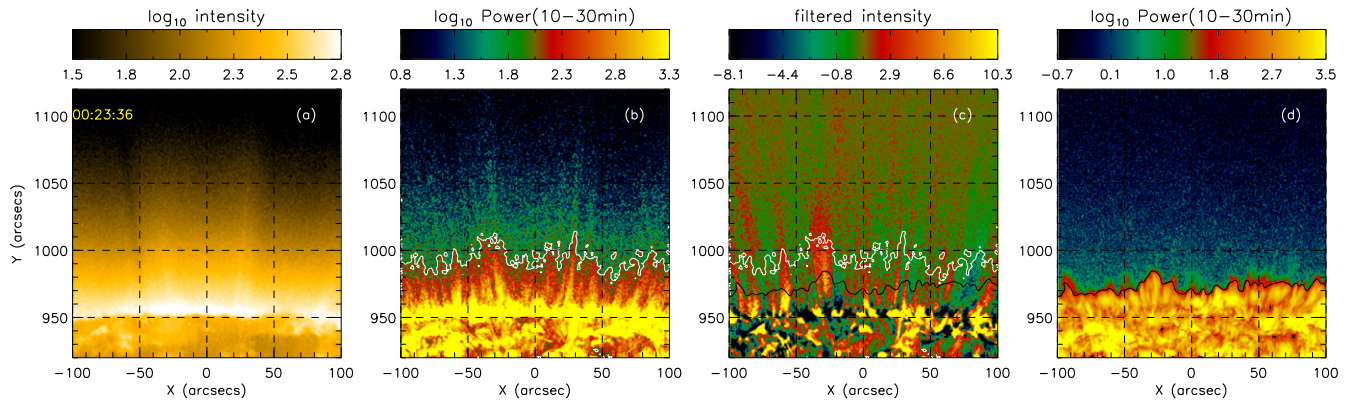 log10 intensity
1.5 1.8 2.0 2.3 2.5 2.8
00:23:36
(a)
1100
1050
1000
950
Y (arcsecs)
−100 −50 0 50 100
X (arcsecs)
log10 Power(10−30min)
0.8 1.3 1.8 2.3 2.8 3.3
(b)
1100
1050
1000
950
−100 −50 0 50 100
X (arcsec)
filtered intensity
−8.1 −4.4 −0.8 2.9 6.6 10.3
(c)
1100
1050
1000
950
−100 −50 0 50 100
X (arcsec)
log10 Power(10−30min)
−0.7 0.1 1.0 1.8 2.7 3.5
(d)
1100
1050
1000
950
−100 −50 0 50 100
X (arcsec)